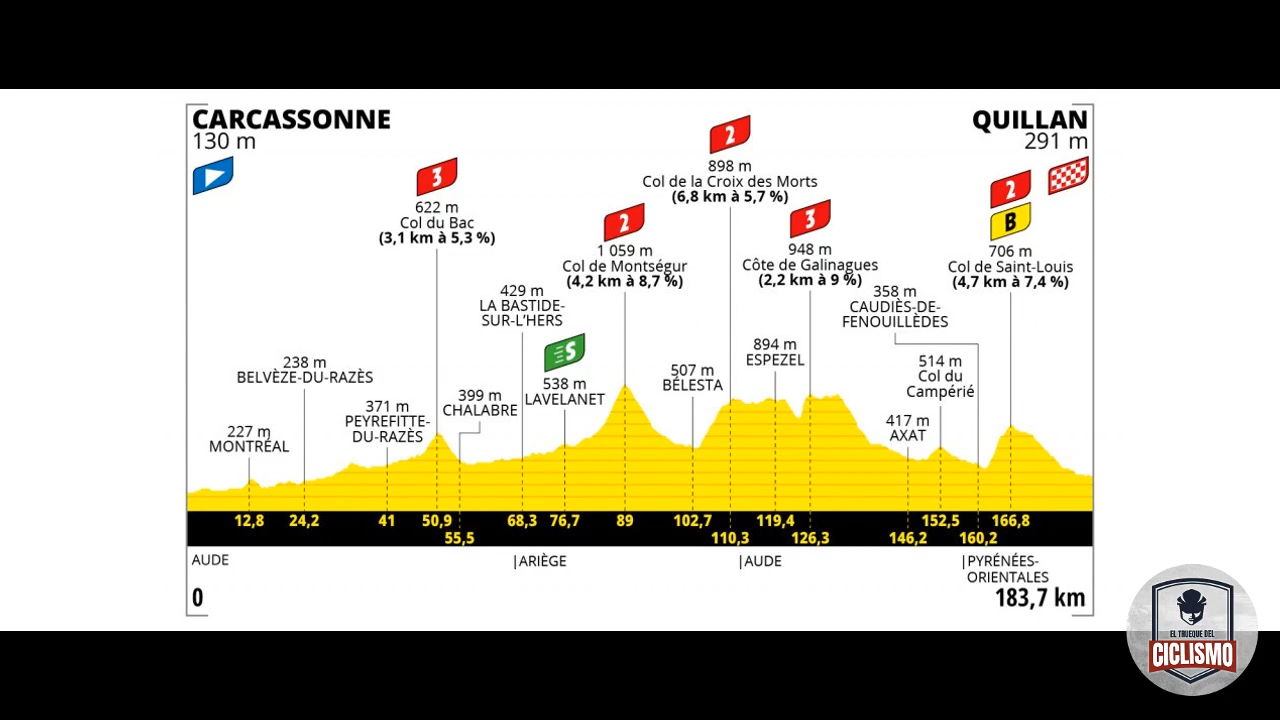 CARCASSONNE
130 m
QUILLAN
291 m
2
898 m
Col de la Croix des Morts
(6,8 km à 5,7 %)
3
622 m
Col du Bac
(3,1 km à 5,3 %)
2
1 059 m
Col de Montségur
(4,2 km à 8,7 %)
3
948 m
Côte de Galinagues
(2,2 km à 9 %)
2
B
706 m
Col de Saint-Louis
(4,7 km à 7,4 %)
429 m
LA BASTIDE-
SUR-L'HERS
358 m
CAUDIÈS-DE-
FENOUILLÈDES
S
538 m
LAVELANET
894 m
ESPEZEL
238 m
BELVÈZE-DU-RAZÈS
507 m
BÉLESTA
514 m
Col du
Campérié
399 m
CHALABRE
371 m
PEYREFITTE-
DU-RAZÈS
417 m
AXAT
227 m
MONTRÉAL
12,8
24,2
41
50,9
55,5
68,3
76,7
89
102,7
110,3
119,4
126,3
146,2
152,5
160,2
166,8
AUDE
|ARIÈGE
|AUDE
|PYRÉNÉES-
ORIENTALES
0
183,7 km
EL TRUEQUE DEL
CICLISMO